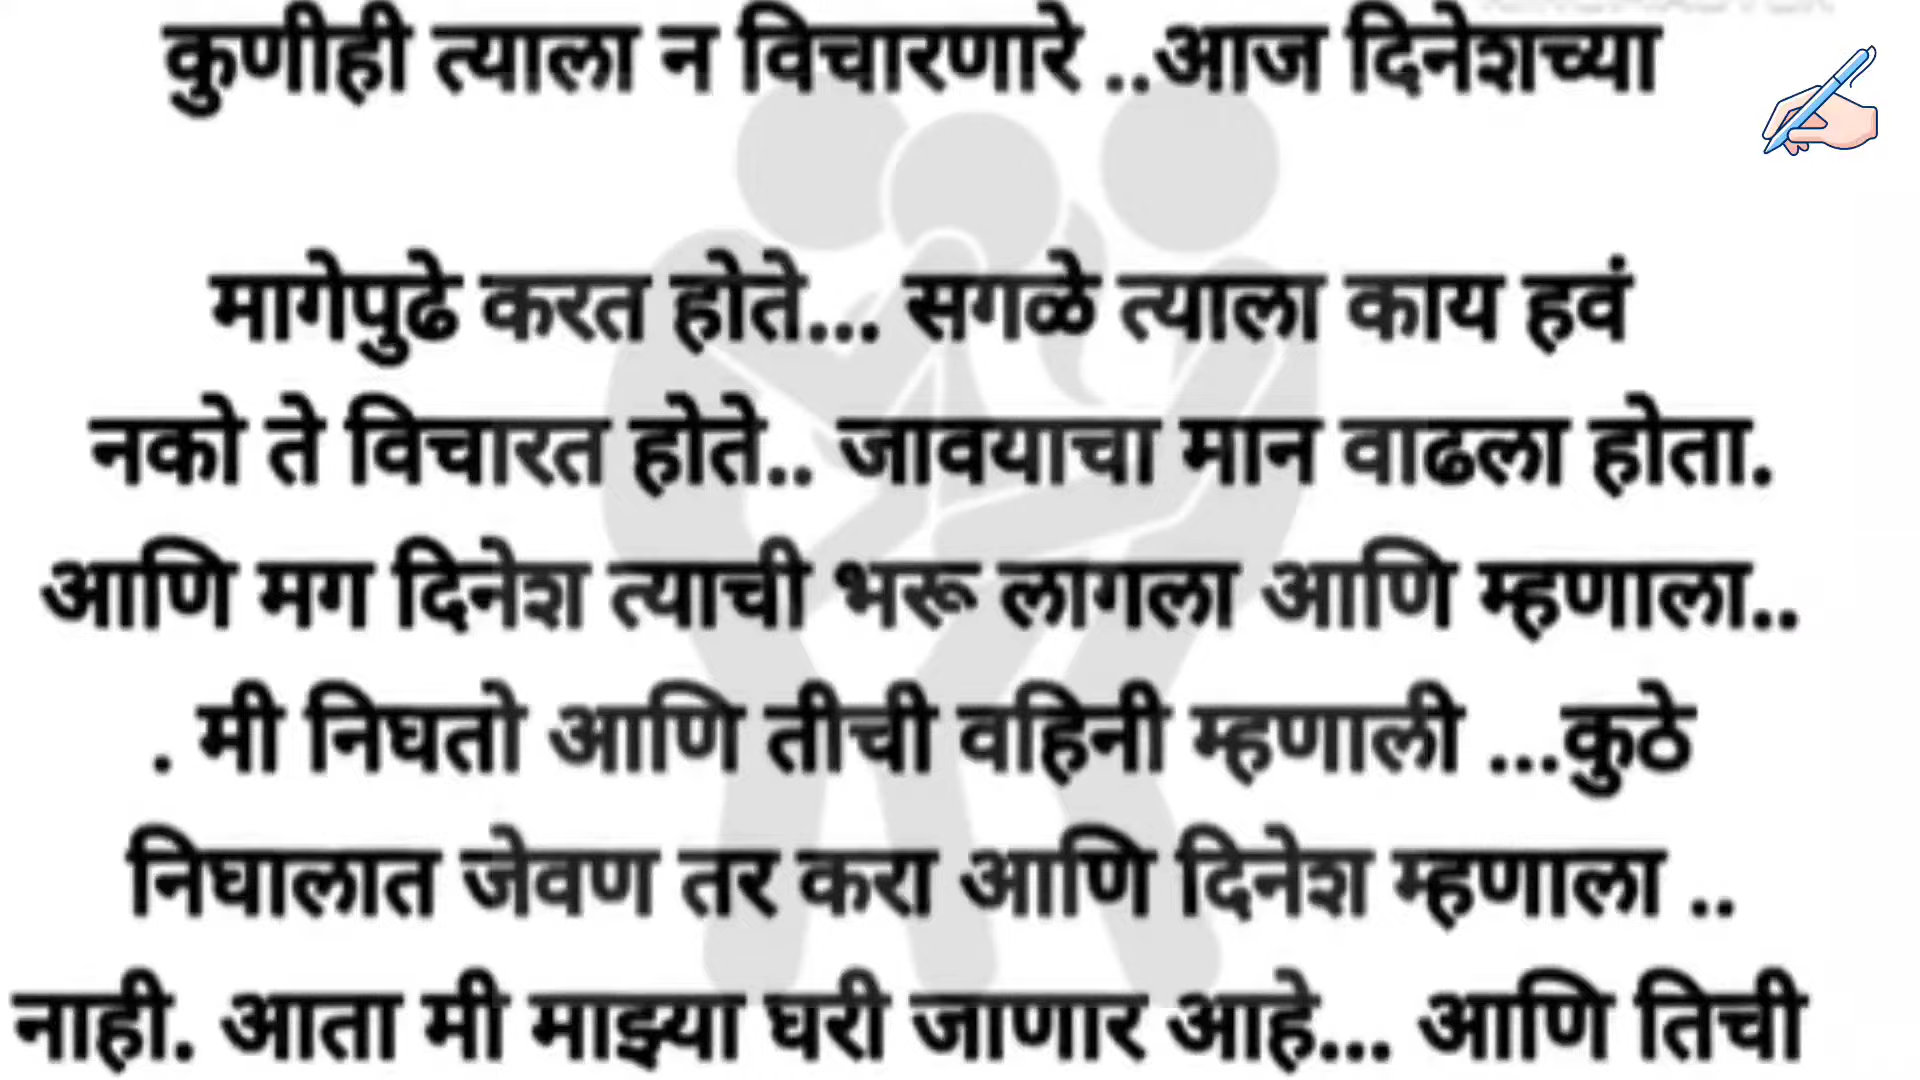 कुणीही त्याला न विचारणारे ..आज दिनेशच्या
मागेपुढे करत होते... सगळे त्याला काय हवं
नको ते विचारत होते.. जावयाचा मान वाढला होता.
आणि मग दिनेश त्याची भरू लागला आणि म्हणाला..
. मी निघतो आणि तीची वहिनी म्हणाली ...कुठे
निघालात जेवण तर करा आणि दिनेश म्हणाला ..
नाही. आता मी माझ्या घरी जाणार आहे... आणि तिची